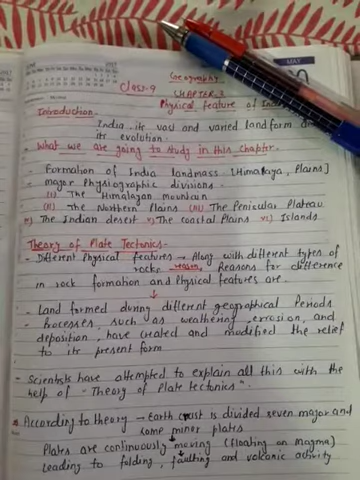 MAY
Geography
Class-9
CHAPTER-3
Physical feature of Ind
Introduction
India its vast and varied landform &
its evolution
- What we are going to study in this chapter.
- Formation of India landmass [Himalaya, Plains]
- major Physiographic divisions.
(i) The Himalayan mountain
(ii) The Northern Plains (iii) The Penicular Plateau
iv) The Indian desert v) The coastal Plains vi) Islands.
Theory of Plate Tectonics-
- Different Physical features → Along with different types of
rocks. Reasons for difference
in rock formation and Physical features are.
- Land formed during different geographical Periods
- Processes, such as weathering, erosion, and
deposition, have created and modified the relief
to its present form
- Scientists have attempted to explain all this with the
help of - "Theory of Plate tectonics".
According to theory → Earth crust is divided seven major and
some minor plates
Plates are continuously moving (floating on magma)
leading to folding, faulting and volcanic activity